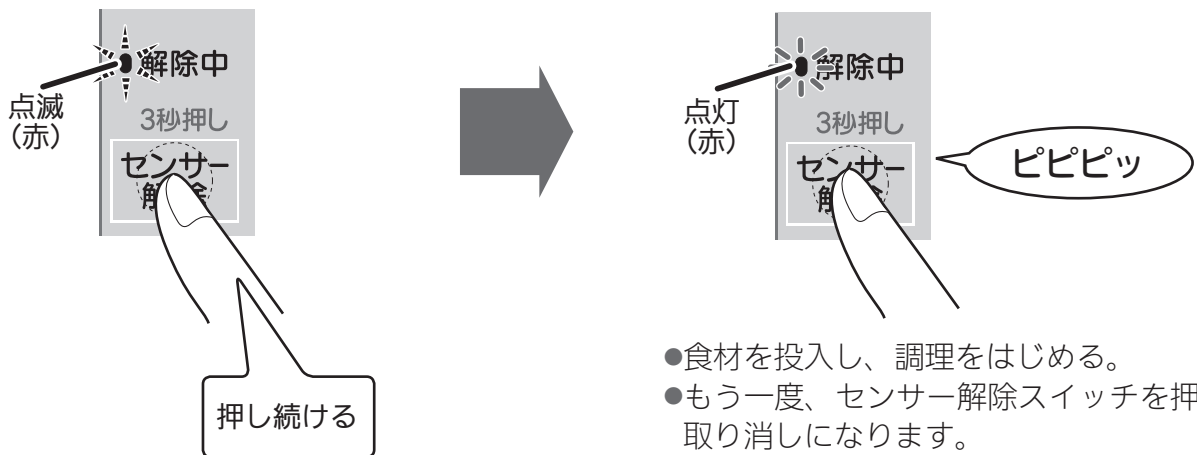 解除中
点滅
（赤）
3秒押し
センサー
押し続ける
解除中
点灯
（赤）
3秒押し
センサー
ピピピッ
●食材を投入し、調理をはじめる。
●もう一度、センサー解除スイッチを押
取り消しになります。